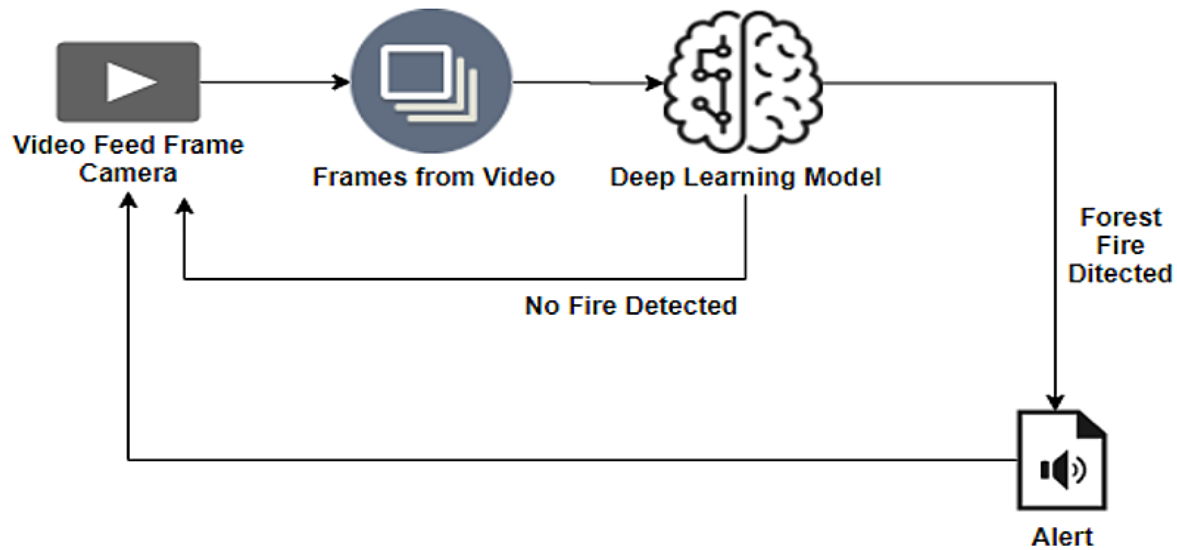 Video Feed Frame
Camera
Frames from Video
Deep Learning Model
Forest
Fire
Ditected
No Fire Detected
Alert